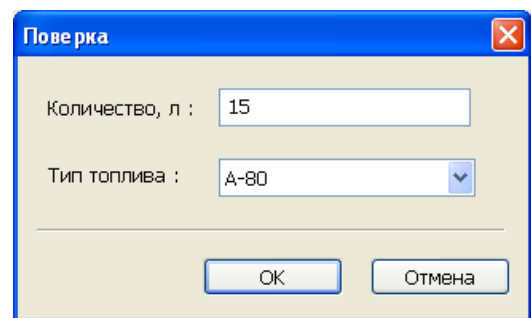 Поверка
Количество, л : 15
Тип топлива : А-80
OK Отмена